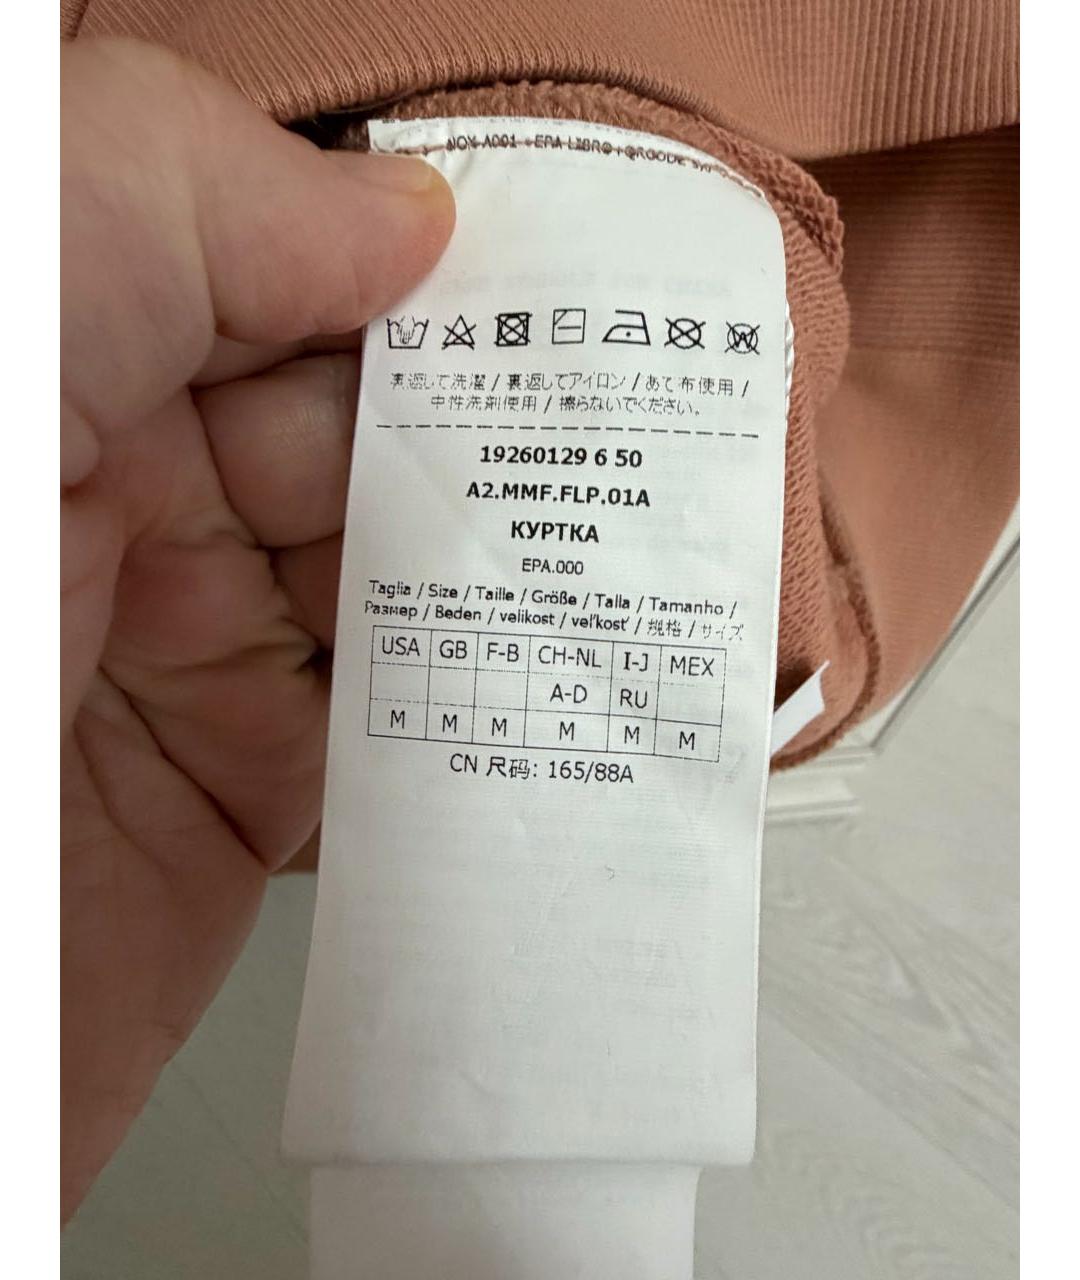 裏返して洗濯 / 裏返してアイロン / あて布使用 /
中性洗剤使用 / 擦らないでください。
19260129 6 50
A2.MMF.FLP.01A
КУРТКА
EPA.000
Taglia / Size / Taille / Größe / Talla / Tamanho /
Размер / Beden / velikost / veľkosť / 規格 / サイズ
USA GB F-B CH-NL I-J MEX
A-D RU
M M M M M M
CN 尺码: 165/88A